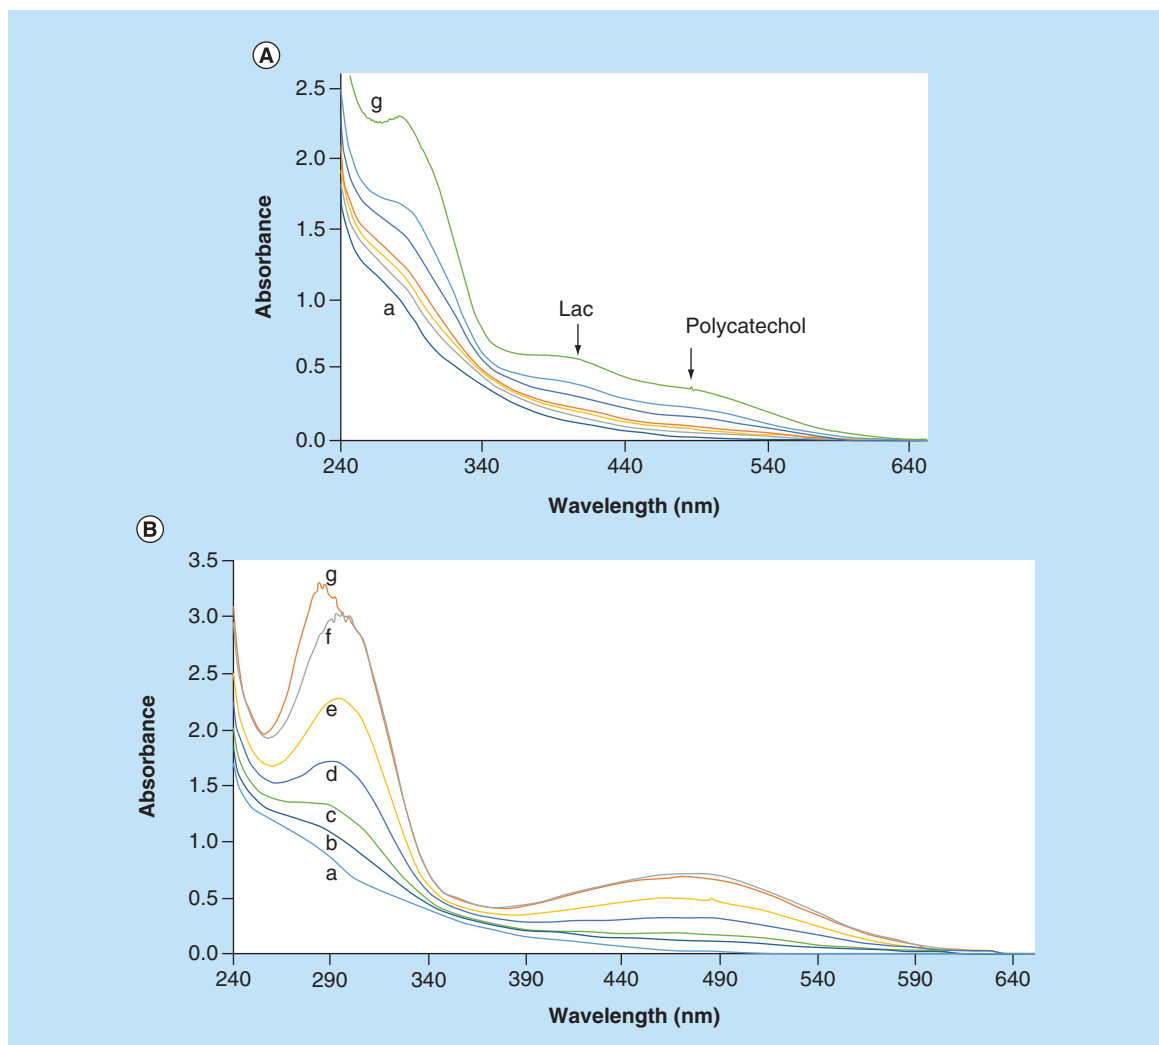 A
2.5
g
2.0
1.5
1.0
a
Lac
Polycatechol
0.5
0.0
240 340 440 540 640
Absorbance
Wavelength (nm)
B
3.5
g
3.0
f
2.5
e
2.0
d
1.5
c
1.0
b
a
0.5
0.0
240 290 340 390 440 490 540 590 640
Absorbance
Wavelength (nm)